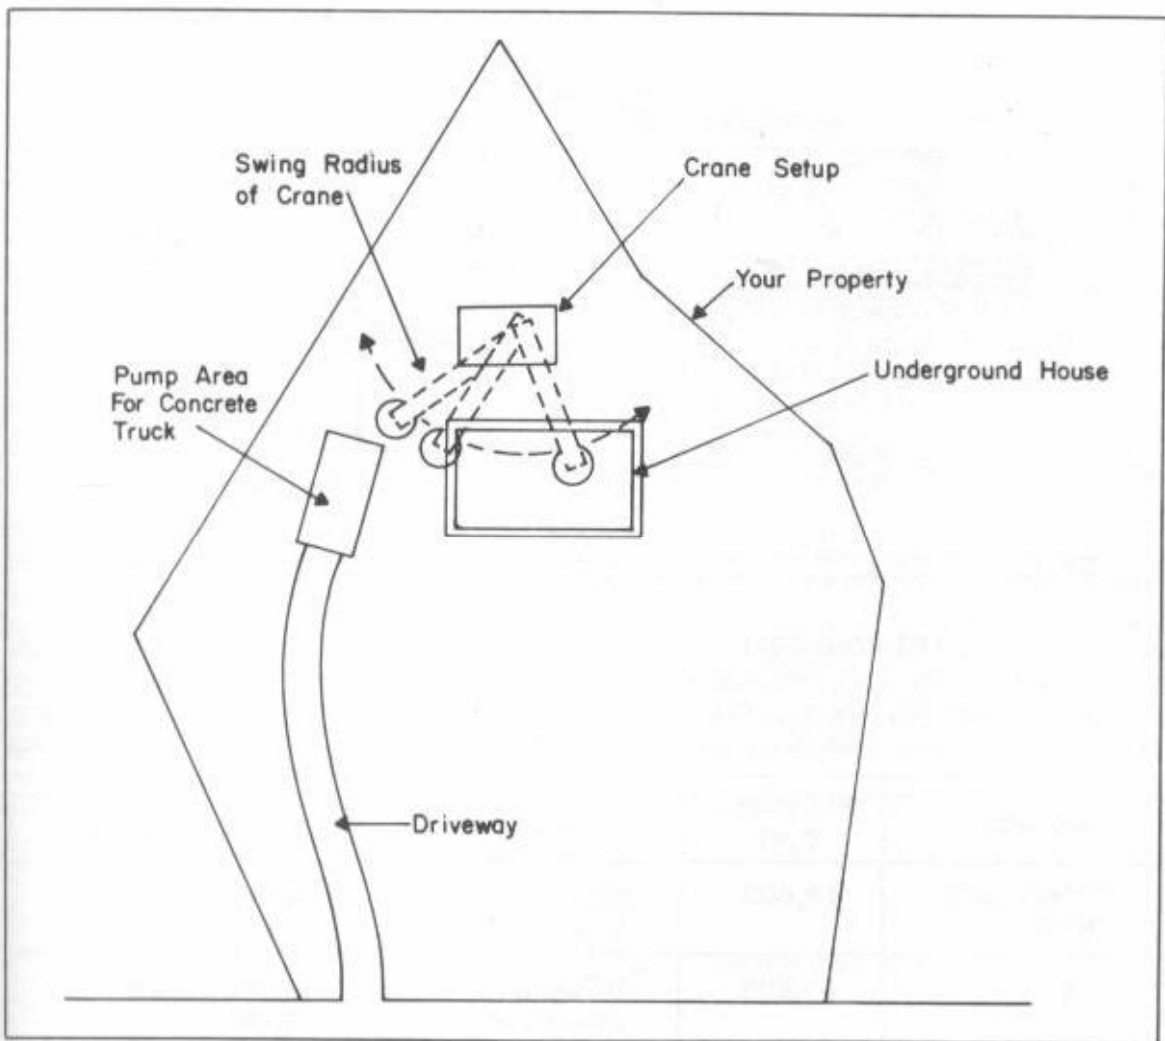 Swing Radius
of Crane
Crane Setup
Your Property
Pump Area
For Concrete
Truck
Underground House
Driveway